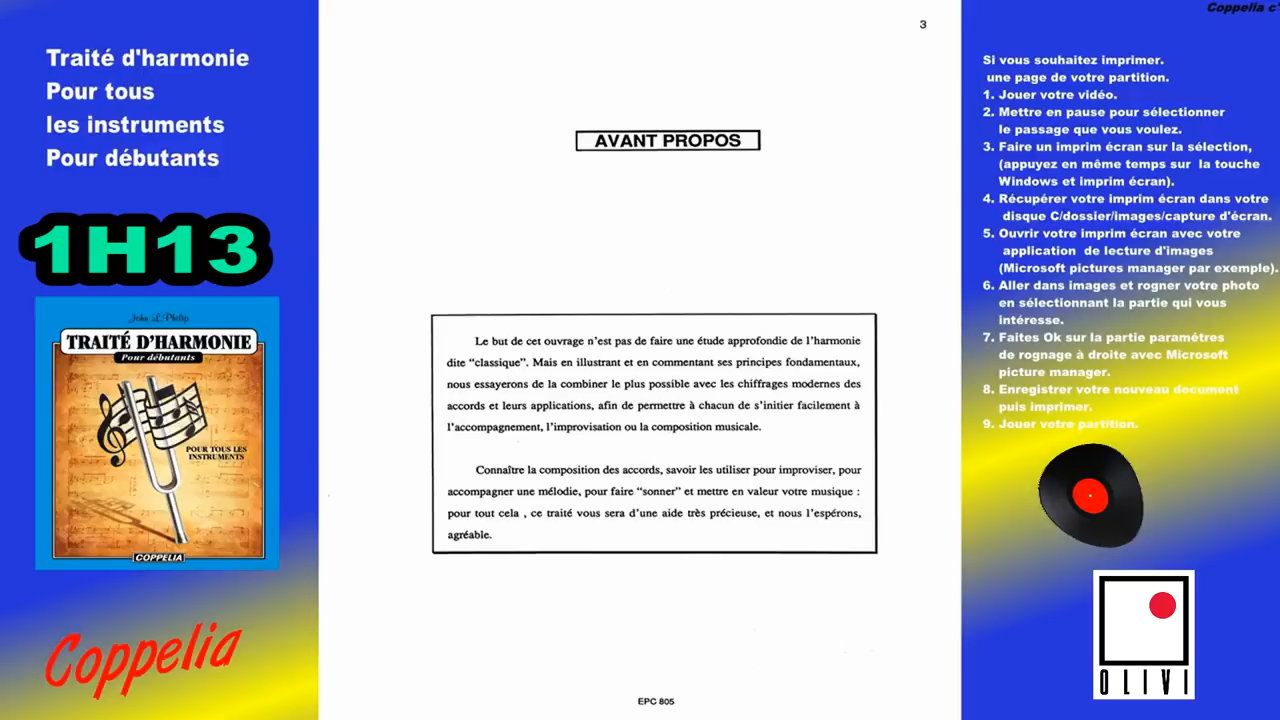 Traité d'harmonie
Pour tous
les instruments
Pour débutants
1H13
John L. Philip
TRAITÉ D'HARMONIE
Pour débutants
POUR TOUS LES
INSTRUMENTS
COPPELIA
Coppelia
3
AVANT PROPOS
Le but de cet ouvrage n'est pas de faire une étude approfondie de l'harmonie
dite “classique”. Mais en illustrant et en commentant ses principes fondamentaux,
nous essayerons de la combiner le plus possible avec les chiffrages modernes des
accords et leurs applications, afin de permettre à chacun de s'initier facilement à
l'accompagnement, l'improvisation ou la composition musicale.
Connaître la composition des accords, savoir les utiliser pour improviser, pour
accompagner une mélodie, pour faire “sonner” et mettre en valeur votre musique :
pour tout cela , ce traité vous sera d'une aide très précieuse, et nous l'espérons,
agréable.
EPC 805
Coppelia c'
Si vous souhaitez imprimer.
une page de votre partition.
1. Jouer votre vidéo.
2. Mettre en pause pour sélectionner
le passage que vous voulez.
3. Faire un imprim écran sur la sélection,
(appuyez en même temps sur la touche
Windows et imprim écran).
4. Récupérer votre imprim écran dans votre
disque C/dossier/images/capture d'écran.
5. Ouvrir votre imprim écran avec votre
application de lecture d'images
(Microsoft pictures manager par exemple).
6. Aller dans images et rogner votre photo
en sélectionnant la partie qui vous
intéresse.
7. Faites Ok sur la partie paramétres
de rognage à droite avec Microsoft
picture manager.
8. Enregistrer votre nouveau document
puis imprimer.
9. Jouer votre partition.
OLIVI